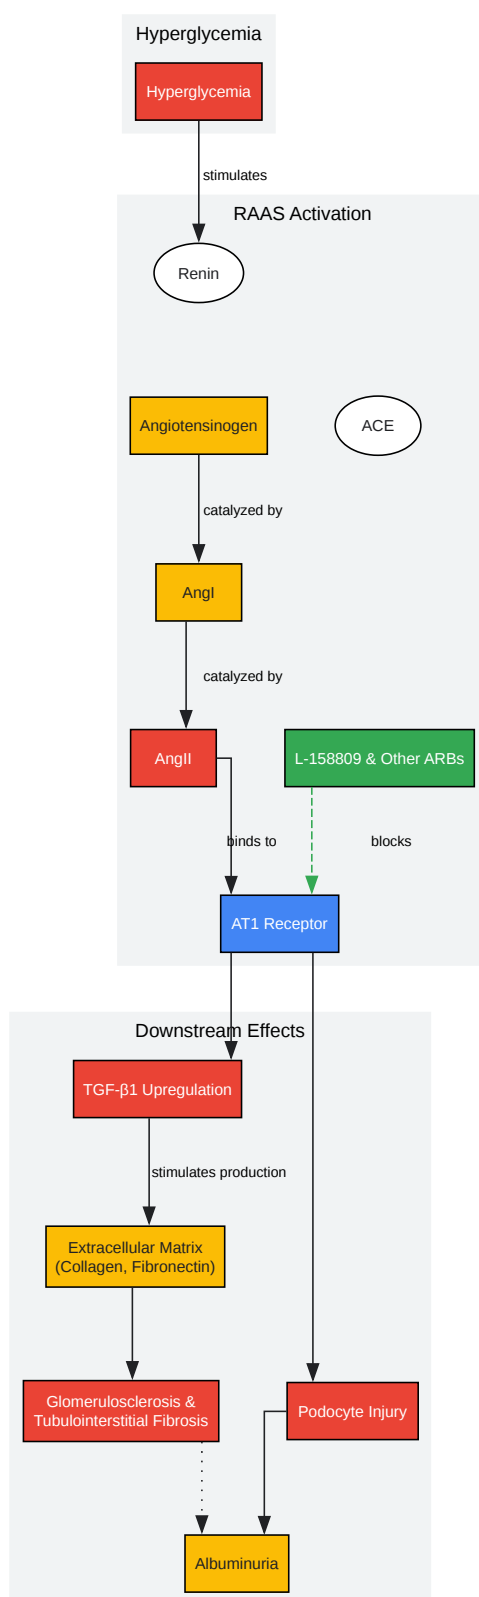 Hyperglycemia
Hyperglycemia
stimulates
RAAS Activation
Renin
Angiotensinogen
ACE
catalyzed by
AngI
catalyzed by
AngII
L-158809 & Other ARBs
binds to
blocks
AT1 Receptor
Downstream Effects
TGF-β1 Upregulation
stimulates production
Extracellular Matrix
(Collagen, Fibronectin)
Glomerulosclerosis &
Tubulointerstitial Fibrosis
Podocyte Injury
Albuminuria